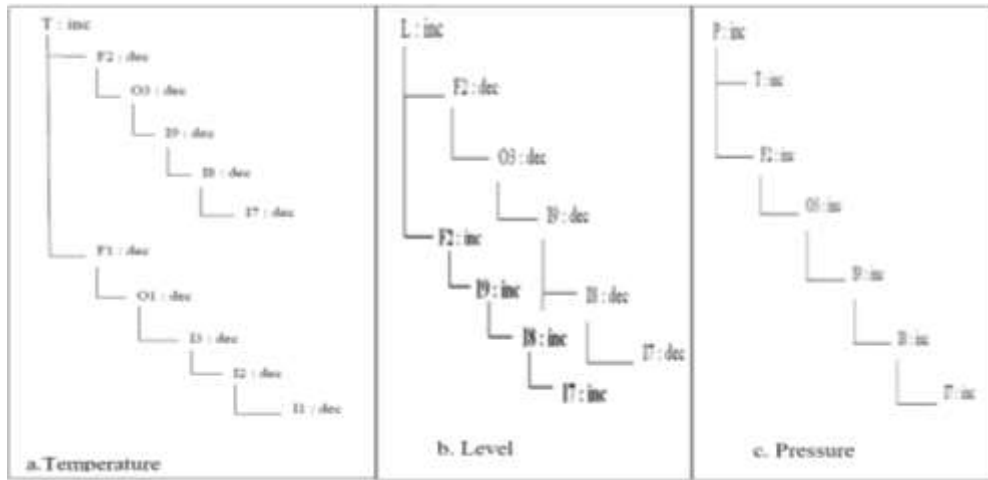 T : inc
F2 : dec
O3 : dec
I9 : dec
I8 : dec
I7 : dec
F1 : dec
O1 : dec
I3 : dec
I2 : dec
I1 : dec
a.Temperature
L : inc
F2 : dec
O3 : dec
I9 : dec
I8 : dec
I7 : dec
F2 : inc
I9 : inc
I8 : inc
I7 : inc
b. Level
P : inc
T : inc
F2 : inc
O3 : inc
I9 : inc
I8 : inc
I7 : inc
c. Pressure